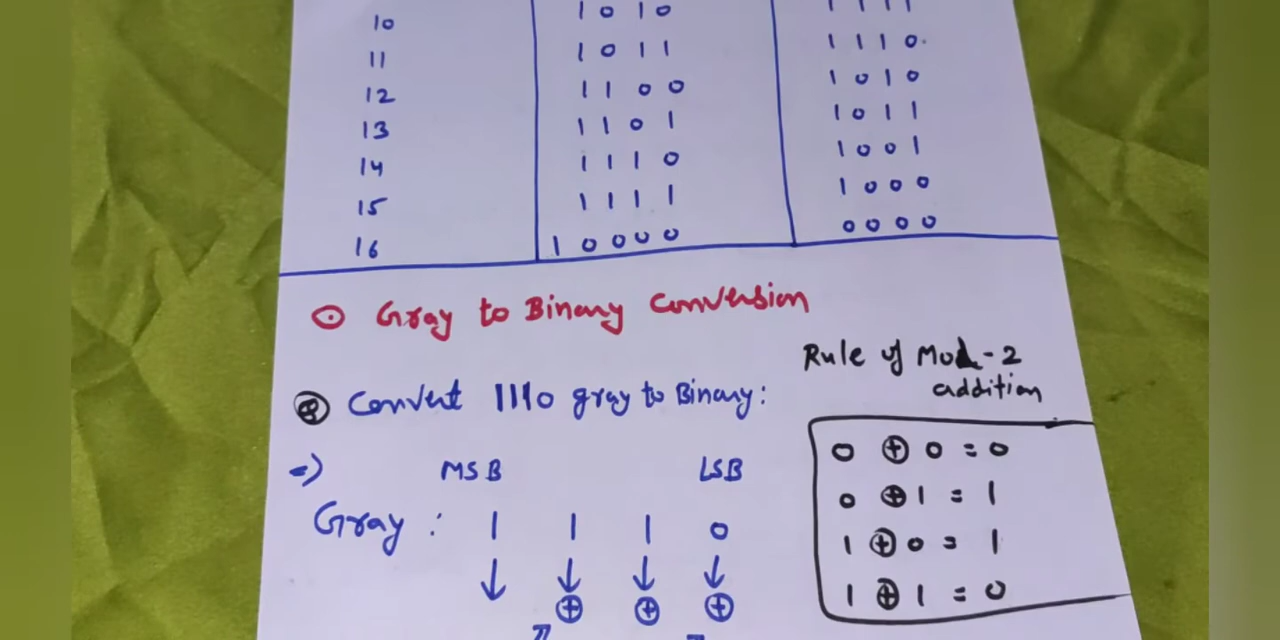 10 1 0 1 0 1 1 1 1
11 1 0 1 1 1 1 1 0
12 1 1 0 0 1 0 1 0
13 1 1 0 1 1 0 1 1
14 1 1 1 0 1 0 0 1
15 1 1 1 1 1 0 0 0
16 1 0 0 0 0 0 0 0 0
Gray to Binary Conversion
Rule of Mod-2
addition
Convert 1110 gray to Binary:
0 ⊕ 0 = 0
=> MSB LSB
0 ⊕ 1 = 1
Gray : 1 1 1 0
1 ⊕ 0 = 1
↓ ↓ ↓ ↓
1 ⊕ 1 = 0
⊕ ⊕ ⊕